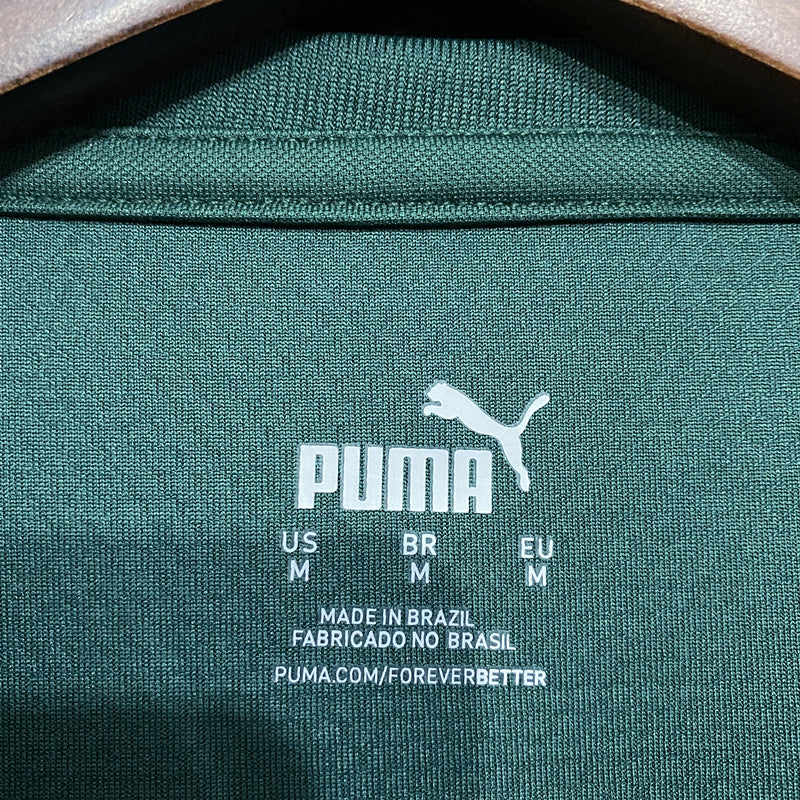 PUMA
US BR EU
M M M
MADE IN BRAZIL
FABRICADO NO BRASIL
PUMA.COM/FOREVERBETTER